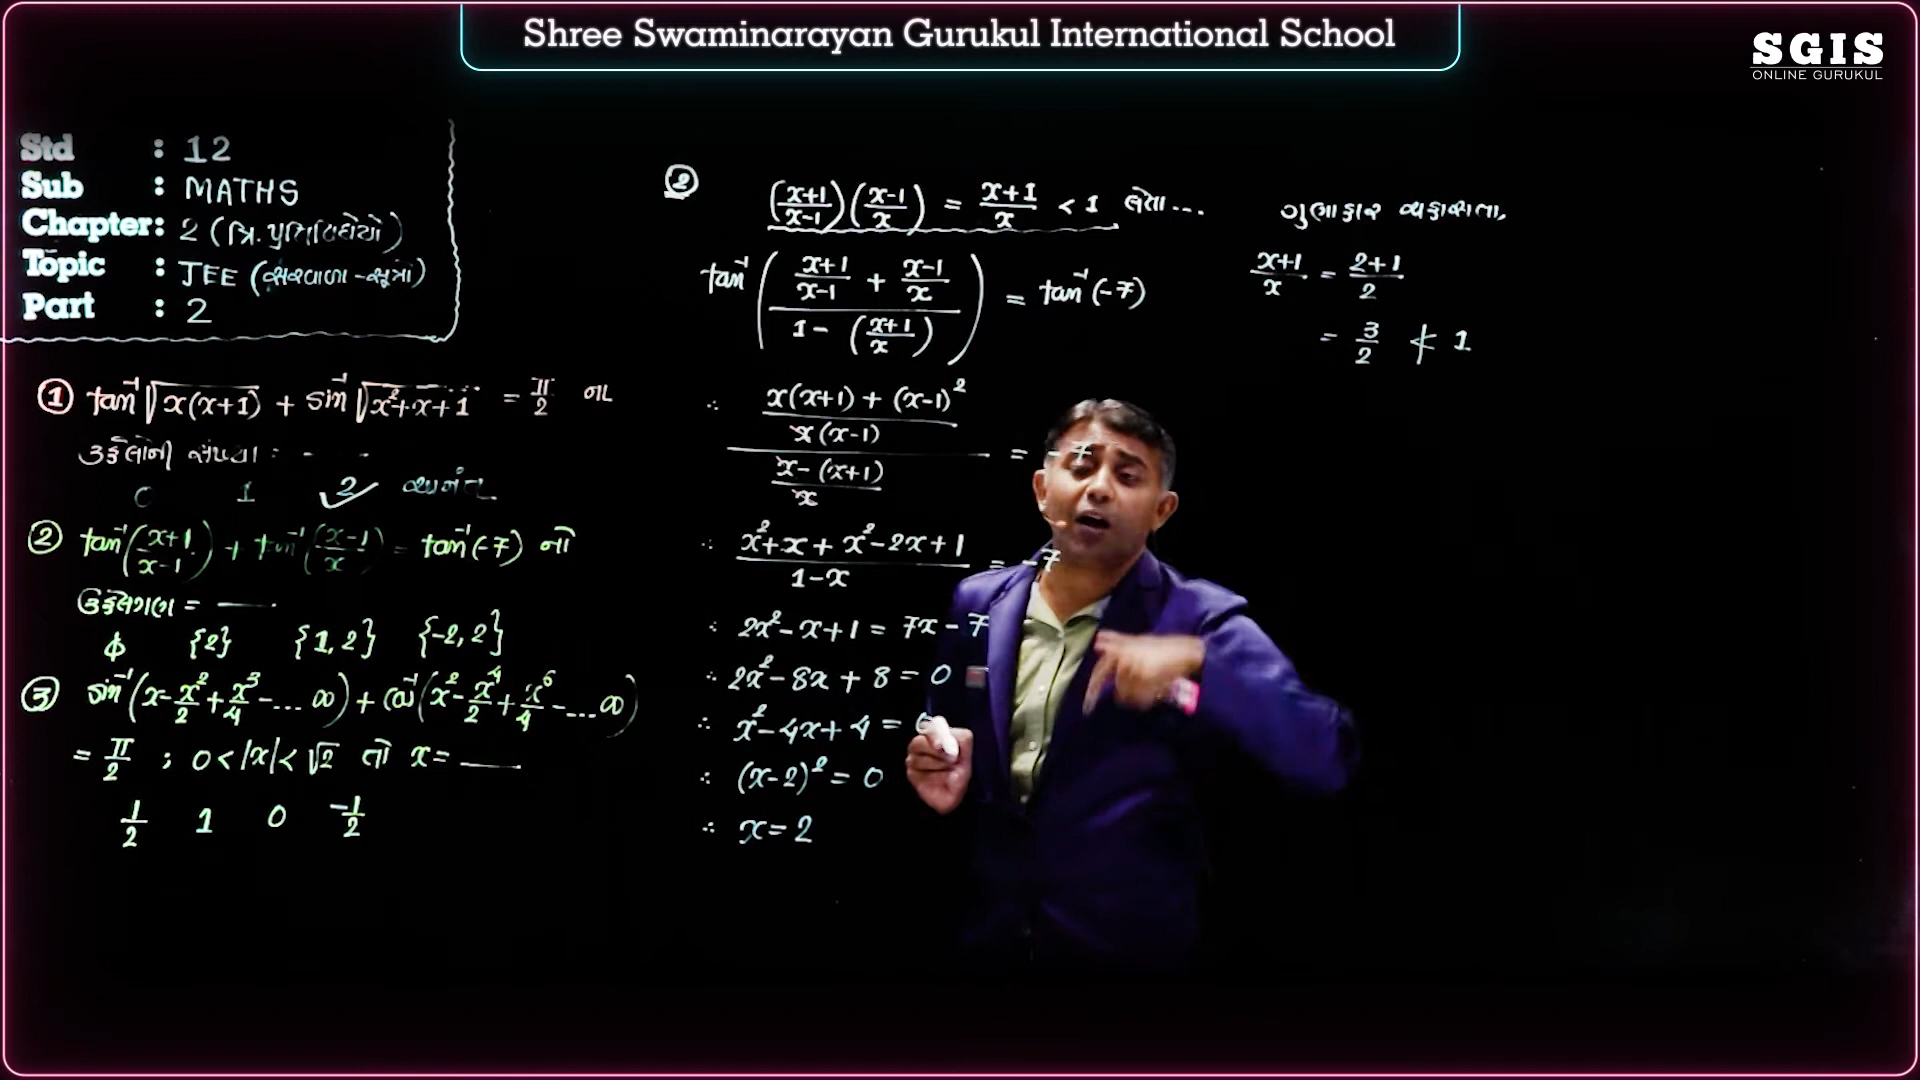 Shree Swaminarayan Gurukul International School
SGIS
ONLINE GURUKUL
Std : 12
Sub : MATHS
Chapter: 2 (ત્રિ. પ્રતિવિધેયો)
Topic : JEE (સરવાળા-સૂત્રો)
Part : 2
① tan⁻¹√x(x+1) + sin⁻¹√x²+x+1 = π/2 ના
ઉકેલોની સંખ્યા : - - -
0 1 2 ✓ અનંત
② tan⁻¹((x+1)/(x-1)) + tan⁻¹((x-1)/x) = tan⁻¹(-7) નો
ઉકેલગણ = ——
ϕ {2} {1,2} {-2,2}
③ sin⁻¹(x - x²/2 + x³/4 - ... ∞) + cos⁻¹(x² - x⁴/2 + x⁶/4 - ... ∞)
= π/2 ; 0 < |x| < √2 તો x = ——
1/2 1 0 -1/2
②
((x+1)/(x-1)) ((x-1)/x) = (x+1)/x < 1 લેતા...
tan⁻¹( ((x+1)/(x-1) + (x-1)/x) / (1 - ((x+1)/x)) ) = tan⁻¹(-7)
∴ ((x(x+1) + (x-1)²) / (x(x-1))) / ((x-(x+1))/x) = -7
∴ (x²+x+x²-2x+1)/(1-x) = -7
∴ 2x²-x+1 = 7x-7
∴ 2x²-8x+8 = 0
∴ x²-4x+4 = 0
∴ (x-2)² = 0
∴ x=2
ગુણાકાર ચકાસતા,
(x+1)/x = (2+1)/2
= 3/2 ≮ 1